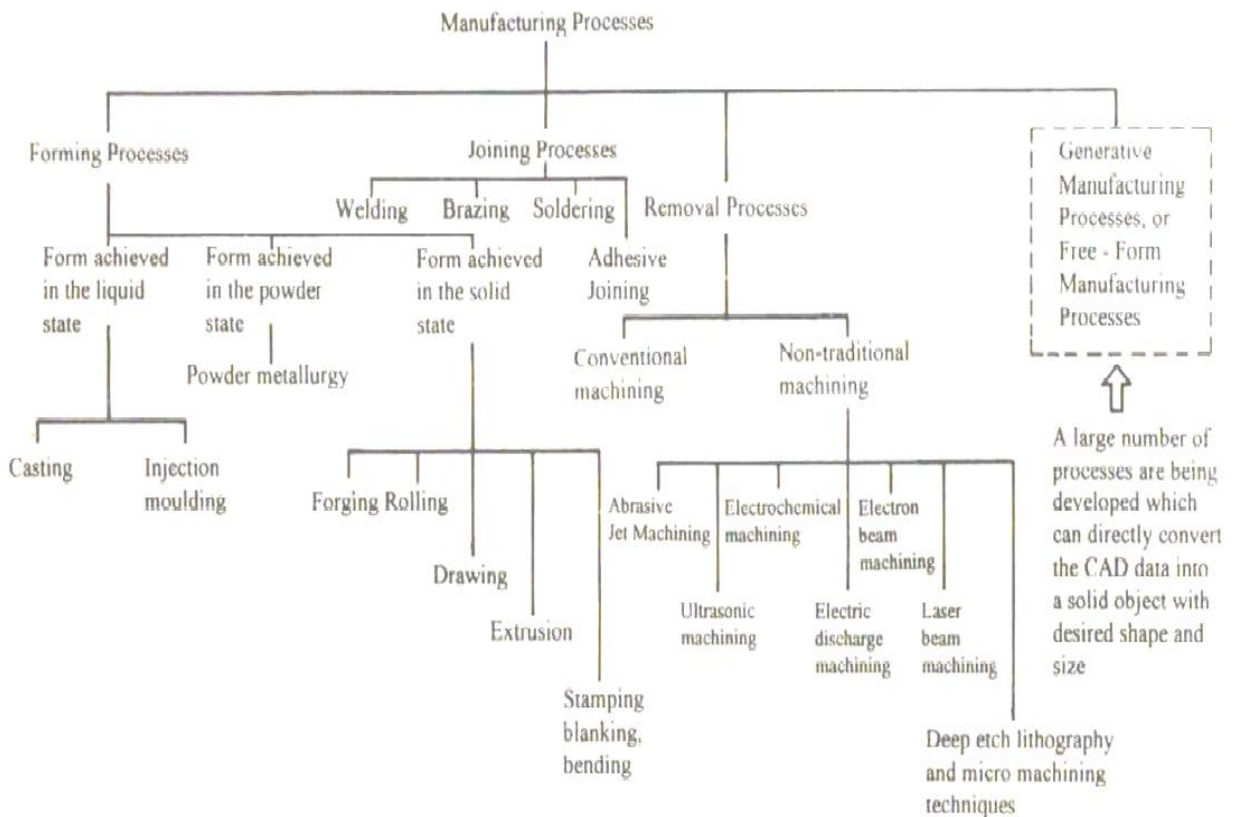 Manufacturing Processes
Forming Processes
Joining Processes
Welding
Brazing
Soldering
Adhesive
Joining
Removal Processes
Generative
Manufacturing
Processes, or
Free - Form
Manufacturing
Processes
Form achieved
in the liquid
state
Form achieved
in the powder
state
Form achieved
in the solid
state
Powder metallurgy
Casting
Injection
moulding
Forging Rolling
Drawing
Extrusion
Stamping
blanking,
bending
Conventional
machining
Non-traditional
machining
Abrasive
Jet Machining
Electrochemical
machining
Electron
beam
machining
Ultrasonic
machining
Electric
discharge
machining
Laser
beam
machining
Deep etch lithography
and micro machining
techniques
A large number of
processes are being
developed which
can directly convert
the CAD data into
a solid object with
desired shape and
size